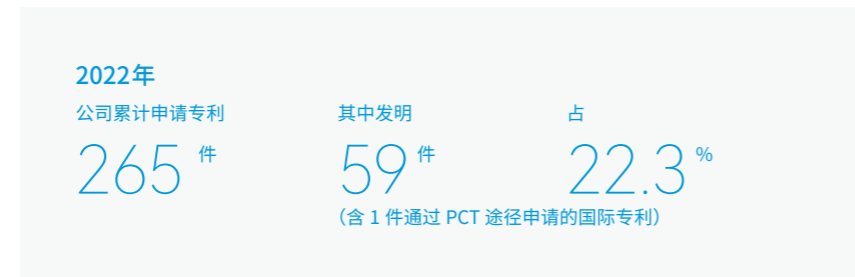 2022年
公司累计申请专利 其中发明 占
265 件 59 件 22.3 %
（含 1 件通过 PCT 途径申请的国际专利）